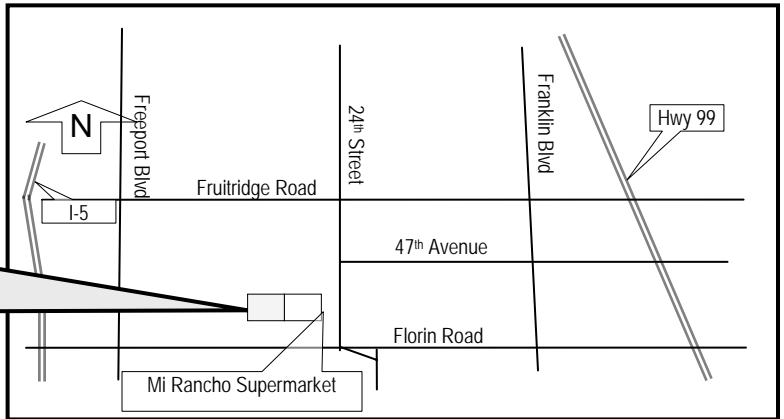 N
Freeport Blvd
24th Street
Franklin Blvd
Hwy 99
Fruitridge Road
I-5
47th Avenue
Florin Road
Mi Rancho Supermarket